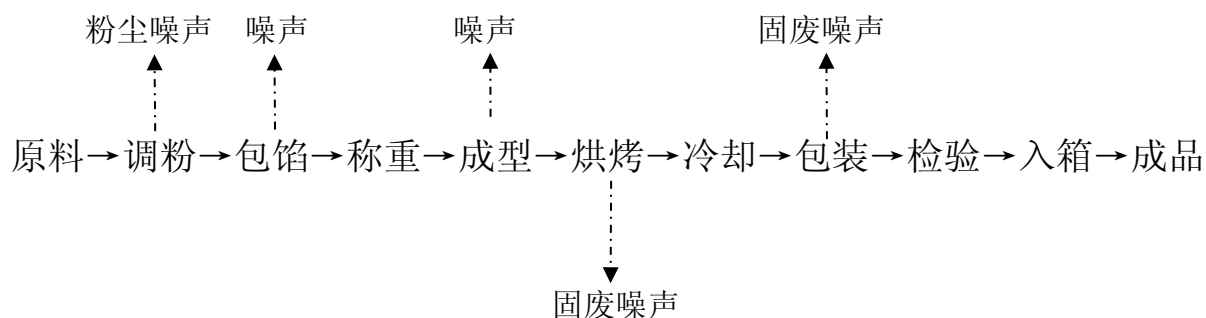 粉尘噪声 噪声 噪声 固废噪声
原料→调粉→包馅→称重→成型→烘烤→冷却→包装→检验→入箱→成品
固废噪声